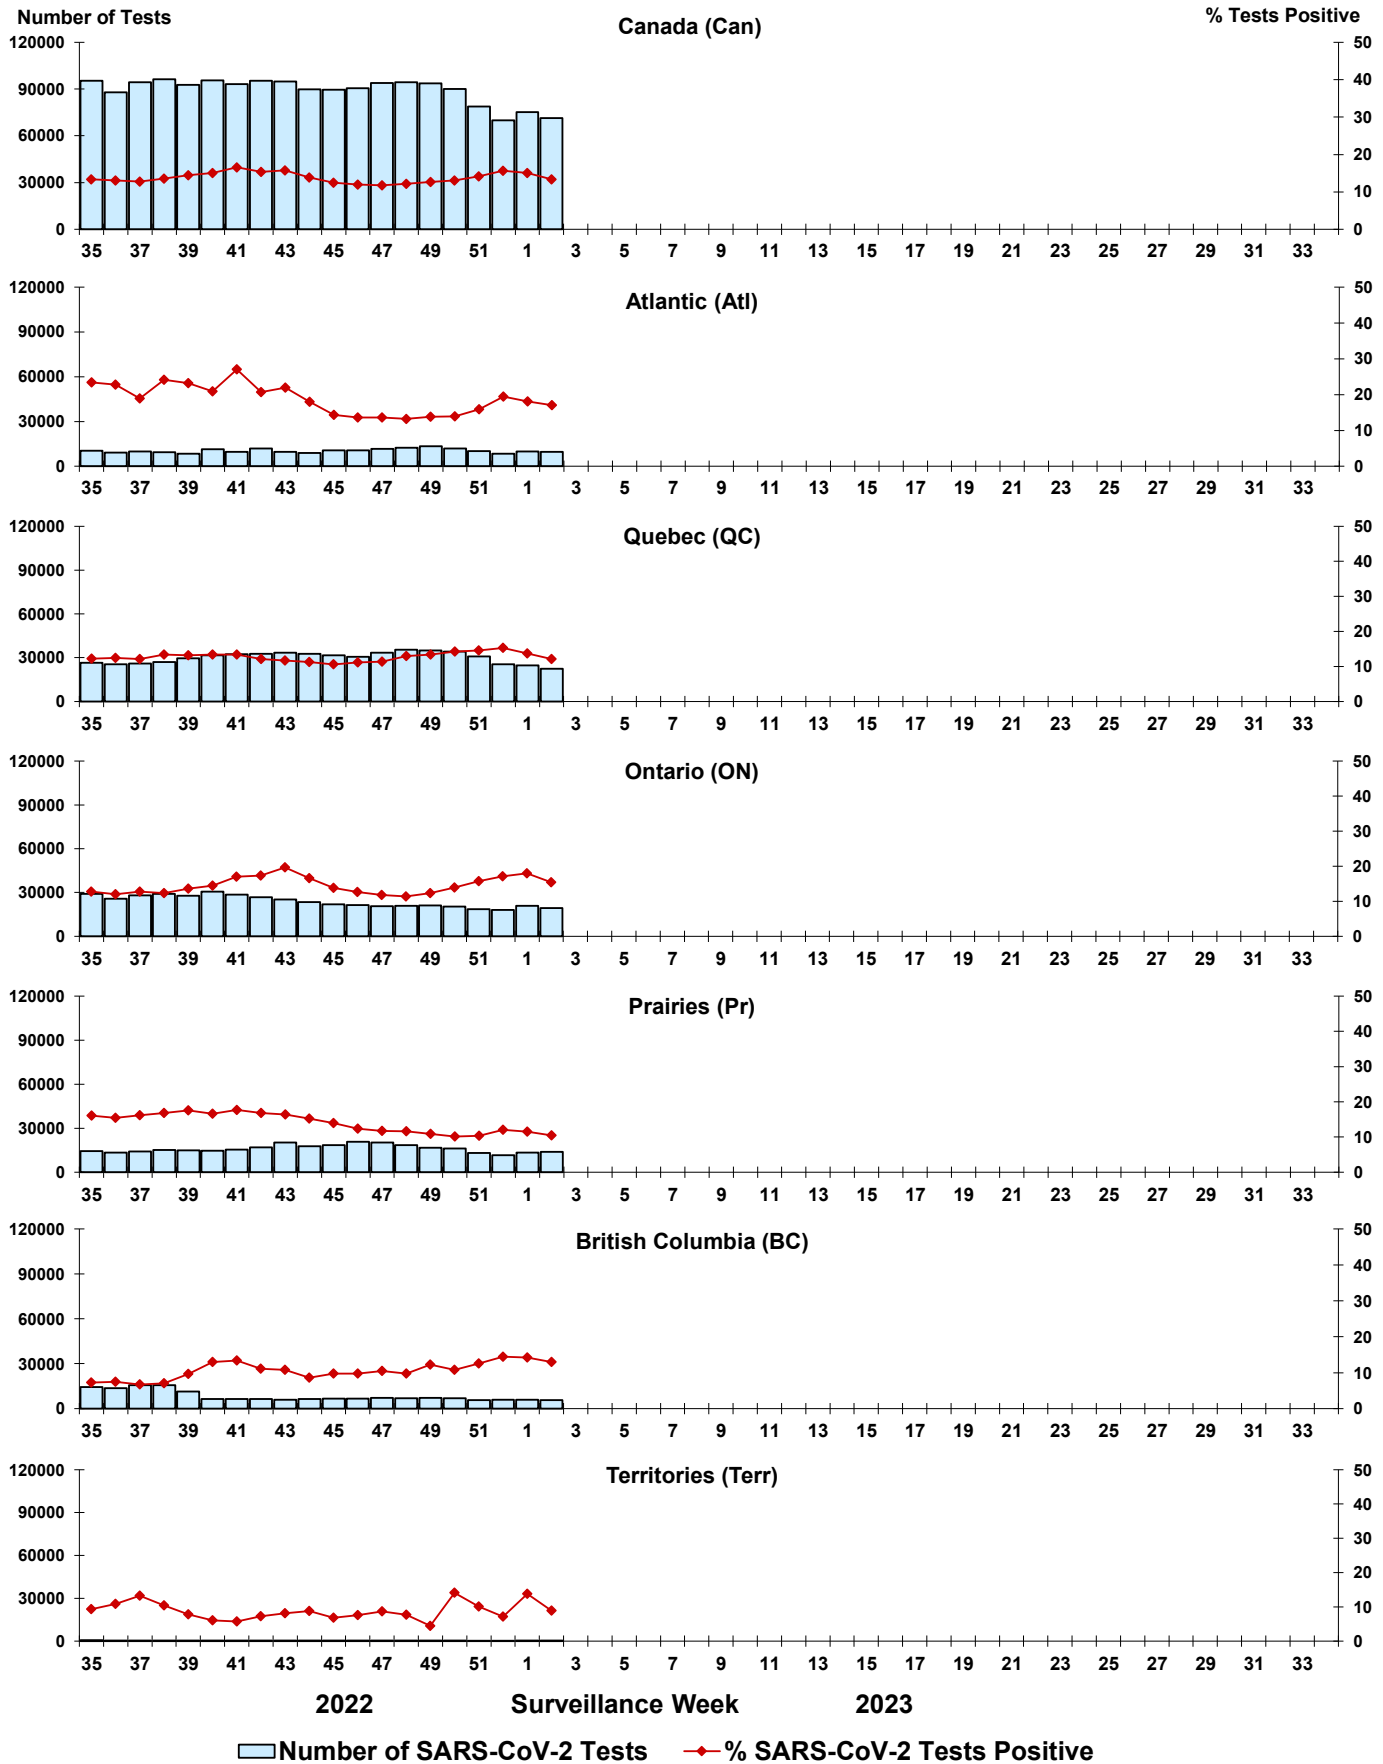 Number of Tests
Canada (Can)
% Tests Positive
120000 50
90000 40
60000 30
30000 20
0 10
0
35 37 39 41 43 45 47 49 51 1 3 5 7 9 11 13 15 17 19 21 23 25 27 29 31 33
Atlantic (Atl)
120000 50
90000 40
60000 30
30000 20
0 10
0
35 37 39 41 43 45 47 49 51 1 3 5 7 9 11 13 15 17 19 21 23 25 27 29 31 33
Quebec (QC)
120000 50
90000 40
60000 30
30000 20
0 10
0
35 37 39 41 43 45 47 49 51 1 3 5 7 9 11 13 15 17 19 21 23 25 27 29 31 33
Ontario (ON)
120000 50
90000 40
60000 30
30000 20
0 10
0
35 37 39 41 43 45 47 49 51 1 3 5 7 9 11 13 15 17 19 21 23 25 27 29 31 33
Prairies (Pr)
120000 50
90000 40
60000 30
30000 20
0 10
0
35 37 39 41 43 45 47 49 51 1 3 5 7 9 11 13 15 17 19 21 23 25 27 29 31 33
British Columbia (BC)
120000 50
90000 40
60000 30
30000 20
0 10
0
35 37 39 41 43 45 47 49 51 1 3 5 7 9 11 13 15 17 19 21 23 25 27 29 31 33
Territories (Terr)
120000 50
90000 40
60000 30
30000 20
0 10
0
35 37 39 41 43 45 47 49 51 1 3 5 7 9 11 13 15 17 19 21 23 25 27 29 31 33
2022 Surveillance Week 2023
Number of SARS-CoV-2 Tests % SARS-CoV-2 Tests Positive